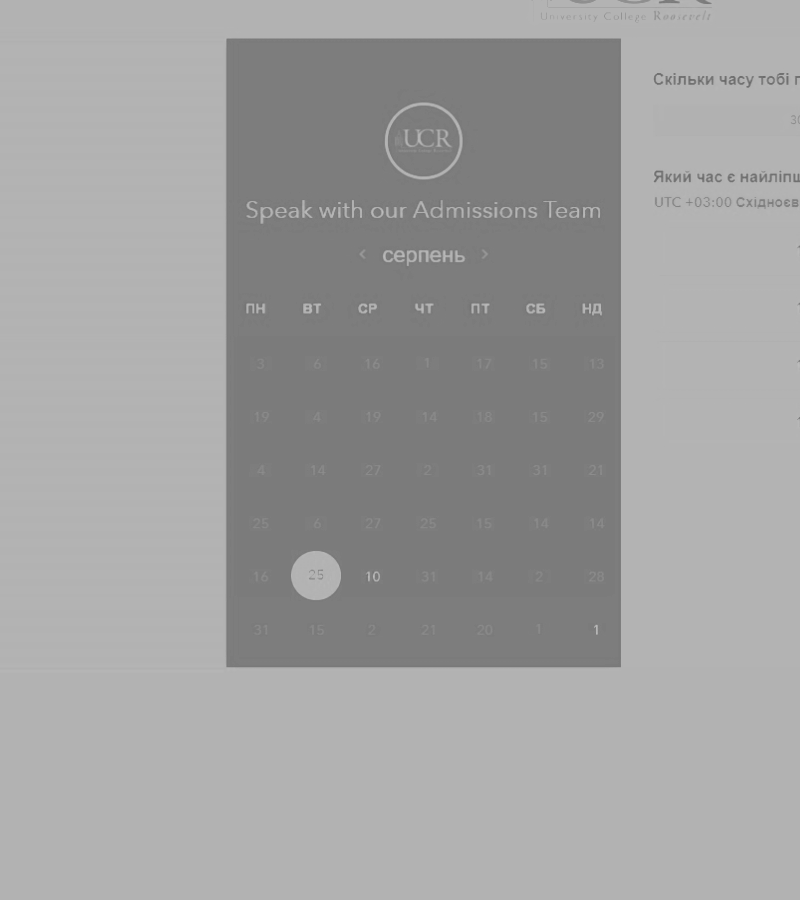 University College Roosevelt
UCR
Speak with our Admissions Team
‹ серпень ›
ПН ВТ СР ЧТ ПТ СБ НД
3 6 16 1 17 15 13
19 4 19 14 18 15 29
4 14 27 2 31 31 21
25 6 27 25 15 14 14
16 25 10 31 14 2 28
31 15 2 21 20 1 1
Скільки часу тобі
30
Який час є
UTC +03:00